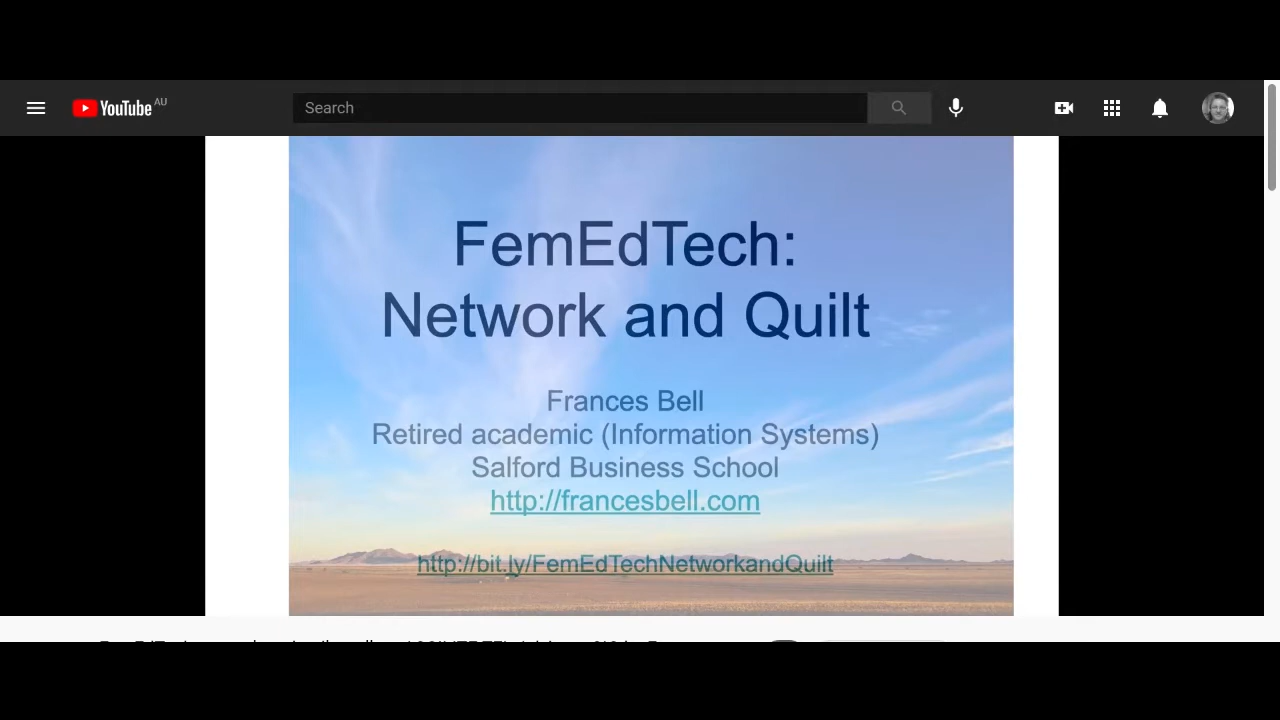 YouTube AU
Search
FemEdTech:
Network and Quilt
Frances Bell
Retired academic (Information Systems)
Salford Business School
http://francesbell.com
http://bit.ly/FemEdTechNetworkandQuilt